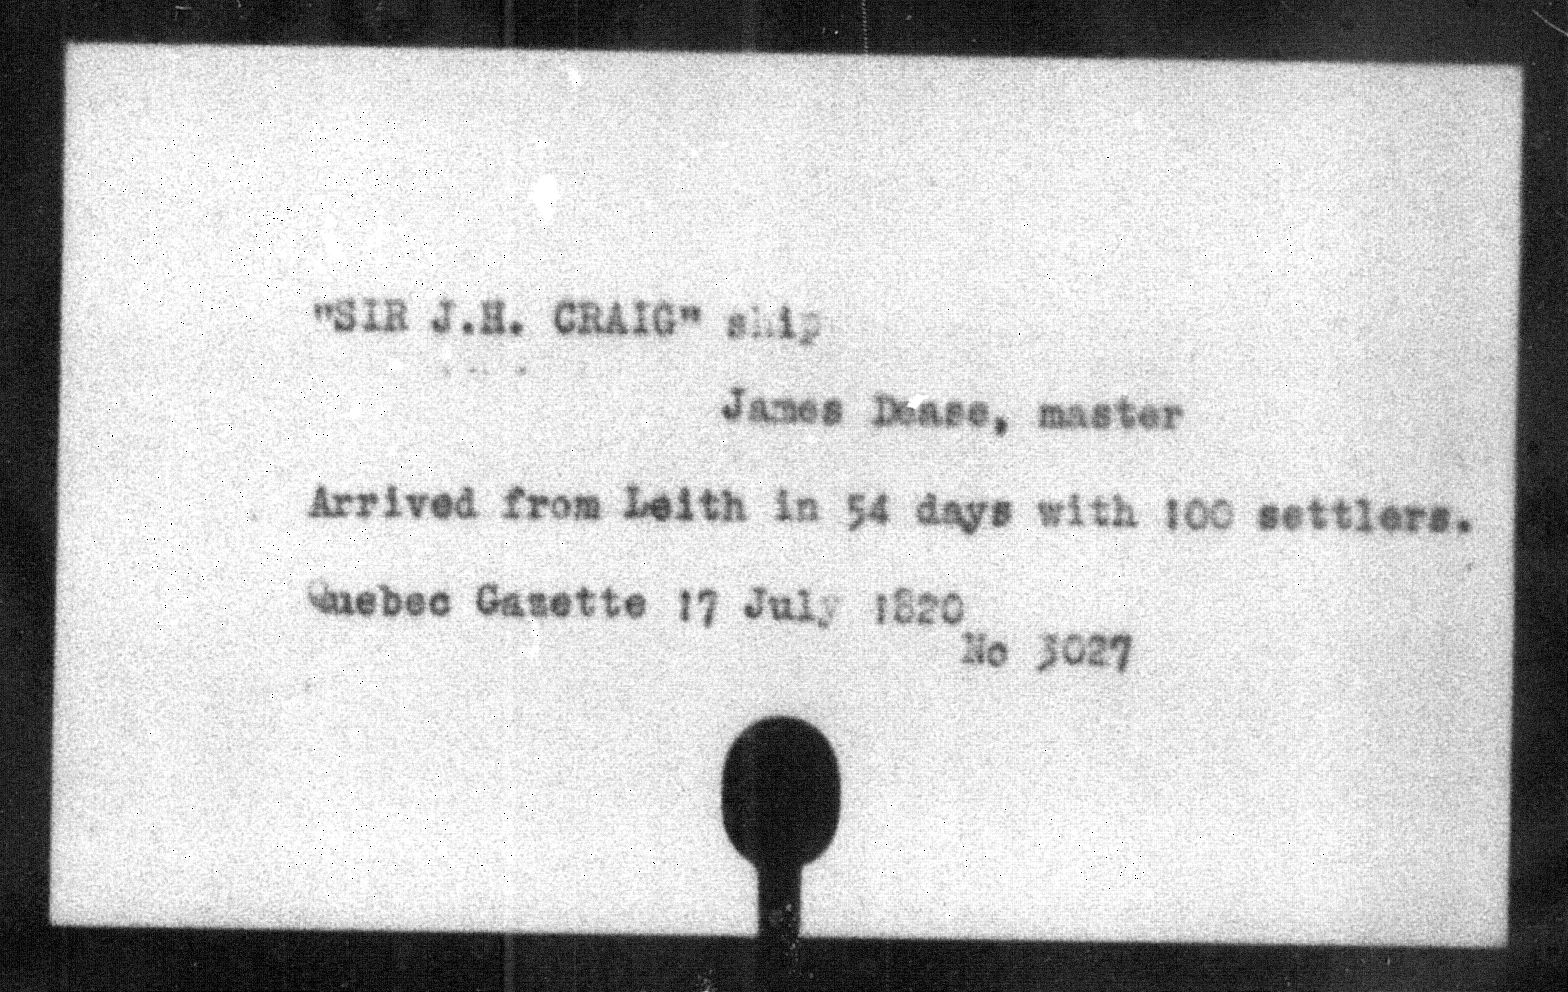 "SIR J.H. CRAIG" ship
James Dease, master
Arrived from Leith in 54 days with 100 settlers.
Quebec Gazette 17 July 1820
No 3027